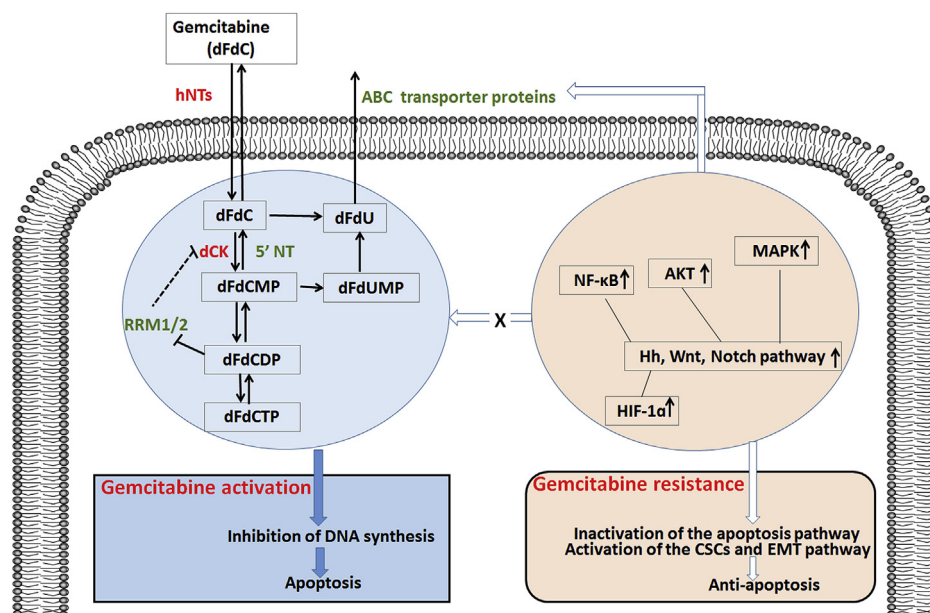 Gemcitabine
(dFdC)
hNTs
ABC transporter proteins
dFdC
dFdU
dCK
5' NT
dFdCMP
dFdUMP
RRM1/2
dFdCDP
dFdCTP
X
NF-κB
AKT
MAPK
Hh, Wnt, Notch pathway
HIF-1α
Gemcitabine activation
Inhibition of DNA synthesis
Apoptosis
Gemcitabine resistance
Inactivation of the apoptosis pathway
Activation of the CSCs and EMT pathway
Anti-apoptosis